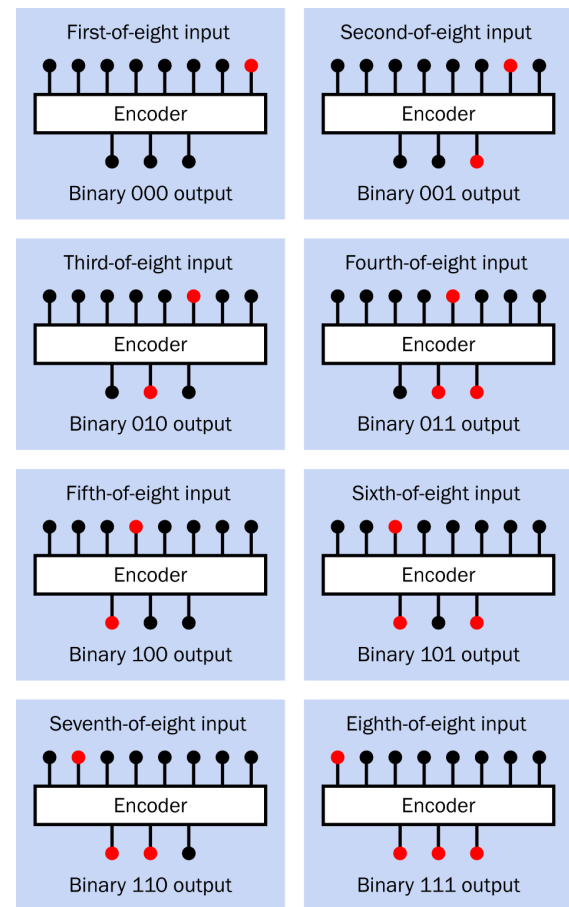 First-of-eight input
Encoder
Binary 000 output
Second-of-eight input
Encoder
Binary 001 output
Third-of-eight input
Encoder
Binary 010 output
Fourth-of-eight input
Encoder
Binary 011 output
Fifth-of-eight input
Encoder
Binary 100 output
Sixth-of-eight input
Encoder
Binary 101 output
Seventh-of-eight input
Encoder
Binary 110 output
Eighth-of-eight input
Encoder
Binary 111 output